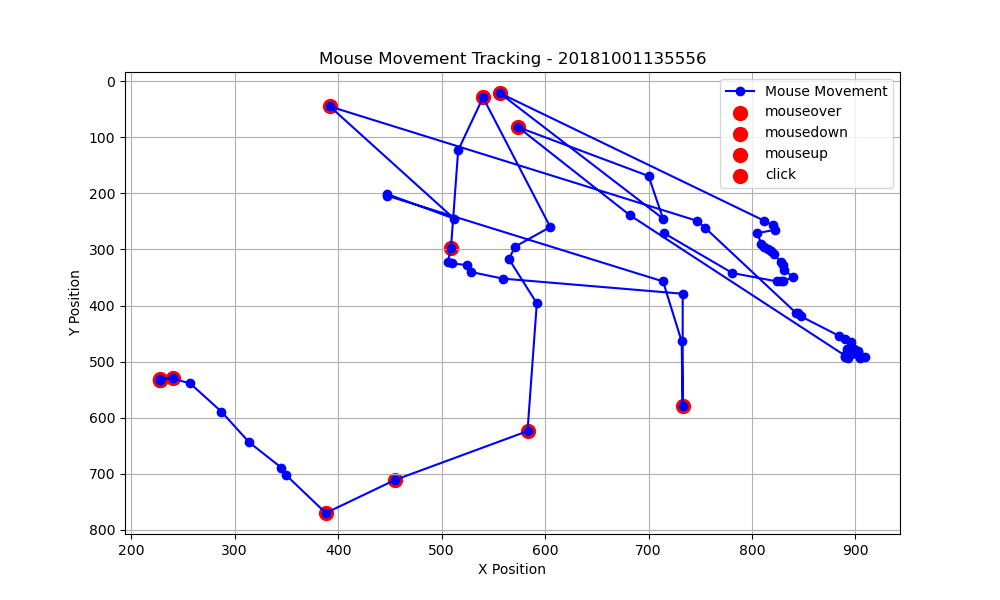 Mouse Movement Tracking - 20181001135556
Mouse Movement
mouseover
mousedown
mouseup
click
0
100
200
300
400
500
600
700
800
Y Position
200
300
400
500
600
700
800
900
X Position